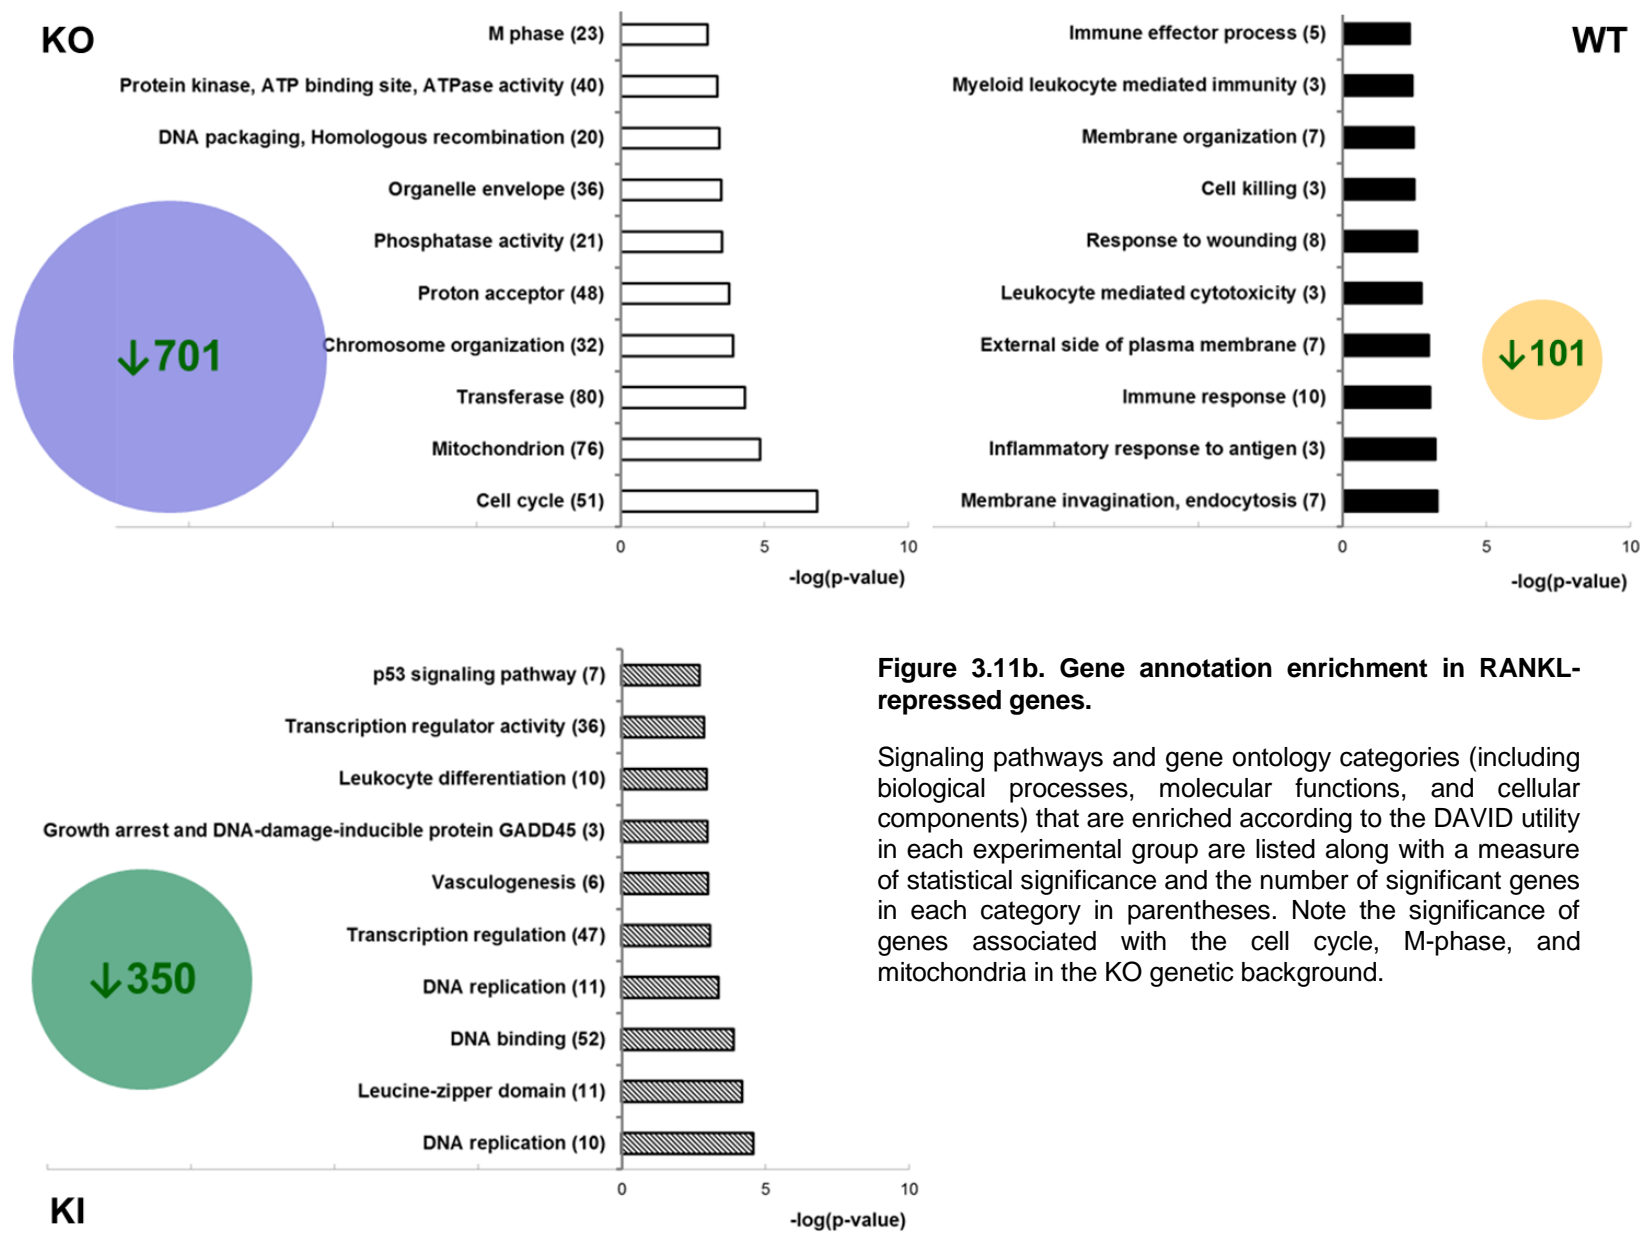 KO
M phase (23)
Protein kinase, ATP binding site, ATPase activity (40)
DNA packaging, Homologous recombination (20)
Organelle envelope (36)
Phosphatase activity (21)
Proton acceptor (48)
Chromosome organization (32)
Transferase (80)
Mitochondrion (76)
Cell cycle (51)
↓701
0 5 10
-log(p-value)
WT
Immune effector process (5)
Myeloid leukocyte mediated immunity (3)
Membrane organization (7)
Cell killing (3)
Response to wounding (8)
Leukocyte mediated cytotoxicity (3)
External side of plasma membrane (7)
Immune response (10)
Inflammatory response to antigen (3)
Membrane invagination, endocytosis (7)
↓101
0 5 10
-log(p-value)
p53 signaling pathway (7)
Transcription regulator activity (36)
Leukocyte differentiation (10)
Growth arrest and DNA-damage-inducible protein GADD45 (3)
Vasculogenesis (6)
Transcription regulation (47)
DNA replication (11)
DNA binding (52)
Leucine-zipper domain (11)
DNA replication (10)
↓350
0 5 10
-log(p-value)
KI
Figure 3.11b. Gene annotation enrichment in RANKL-
repressed genes.
Signaling pathways and gene ontology categories (including
biological processes, molecular functions, and cellular
components) that are enriched according to the DAVID utility
in each experimental group are listed along with a measure
of statistical significance and the number of significant genes
in each category in parentheses. Note the significance of
genes associated with the cell cycle, M-phase, and
mitochondria in the KO genetic background.